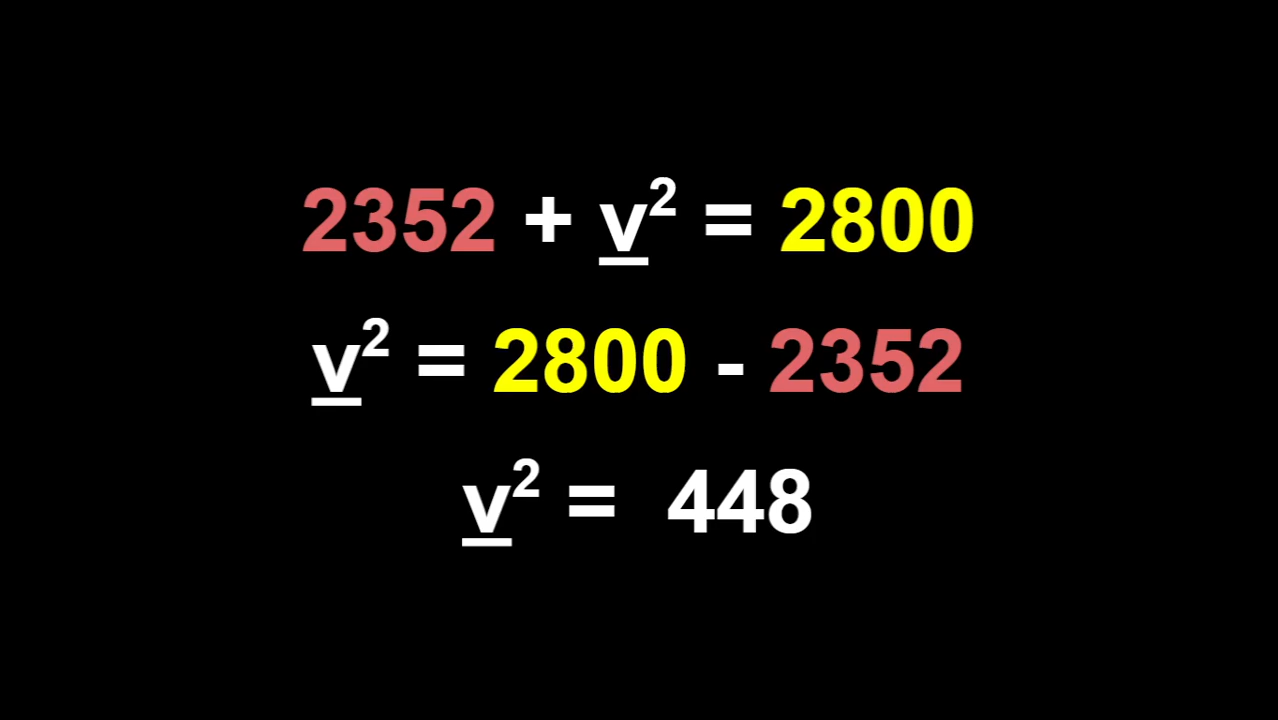 2352 + v² = 2800
v² = 2800 - 2352
v² = 448